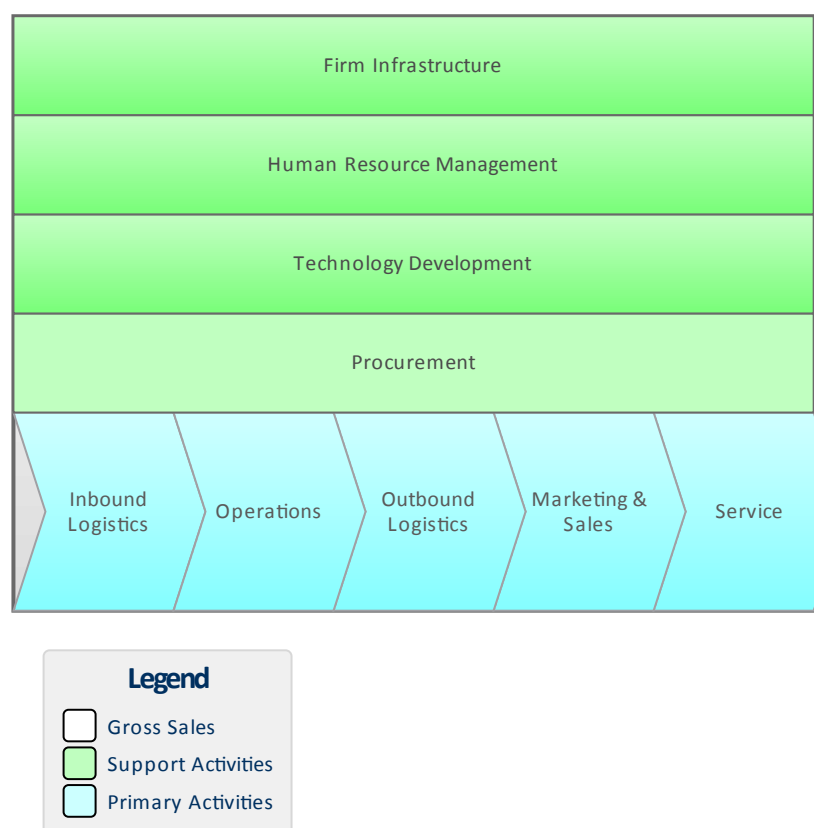 Firm Infrastructure
Human Resource Management
Technology Development
Procurement
Inbound
Logistics
Operations
Outbound
Logistics
Marketing &
Sales
Service
Legend
Gross Sales
Support Activities
Primary Activities